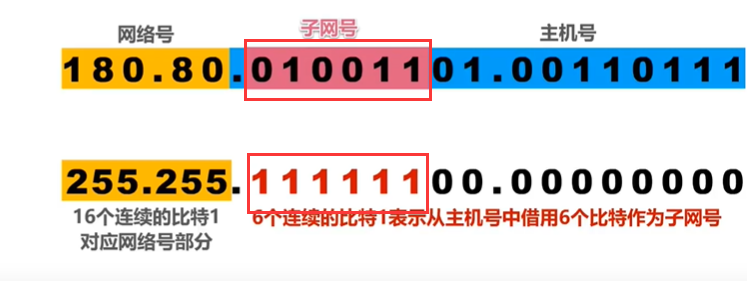 网络号 子网号 主机号
180.80.01001101.00110111
255.255.11111100.00000000
16个连续的比特1 6个连续的比特1表示从主机号中借用6个比特作为子网号
对应网络号部分